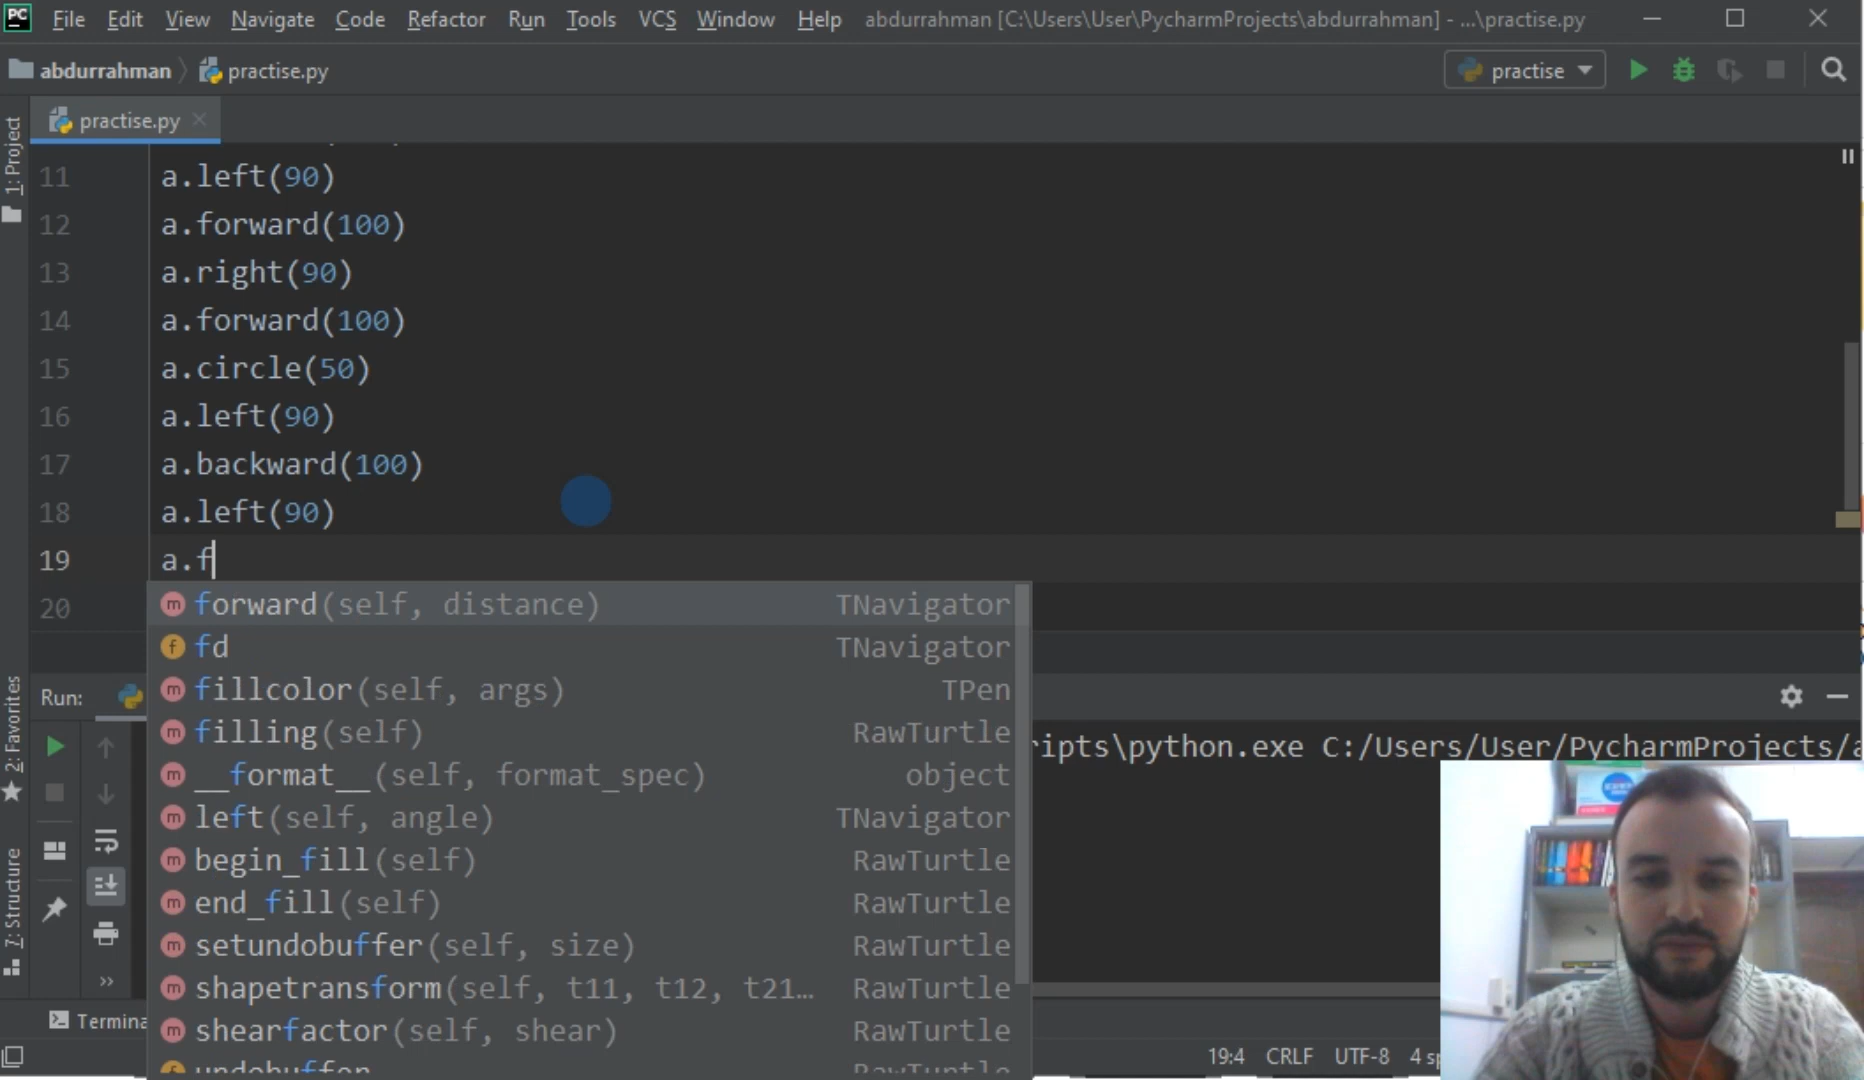 PC File Edit View Navigate Code Refactor Run Tools VCS Window Help abdurrahman [C:\Users\User\PycharmProjects\abdurrahman] - ...\practise.py
abdurrahman practise.py practise
practise.py
1: Project
11 a.left(90)
12 a.forward(100)
13 a.right(90)
14 a.forward(100)
15 a.circle(50)
16 a.left(90)
17 a.backward(100)
18 a.left(90)
19 a.f
20
forward(self, distance) TNavigator
fd TNavigator
fillcolor(self, args) TPen
filling(self) RawTurtle
__format__(self, format_spec) object
left(self, angle) TNavigator
begin_fill(self) RawTurtle
end_fill(self) RawTurtle
setundobuffer(self, size) RawTurtle
shapetransform(self, t11, t12, t21... RawTurtle
shearfactor(self, shear) RawTurtle
undobuffer RawTurtle
2: Favorites
7: Structure
Run:
ripts\python.exe C:/Users/User/PycharmProjects/a
Termina
19:4 CRLF UTF-8 4 sp